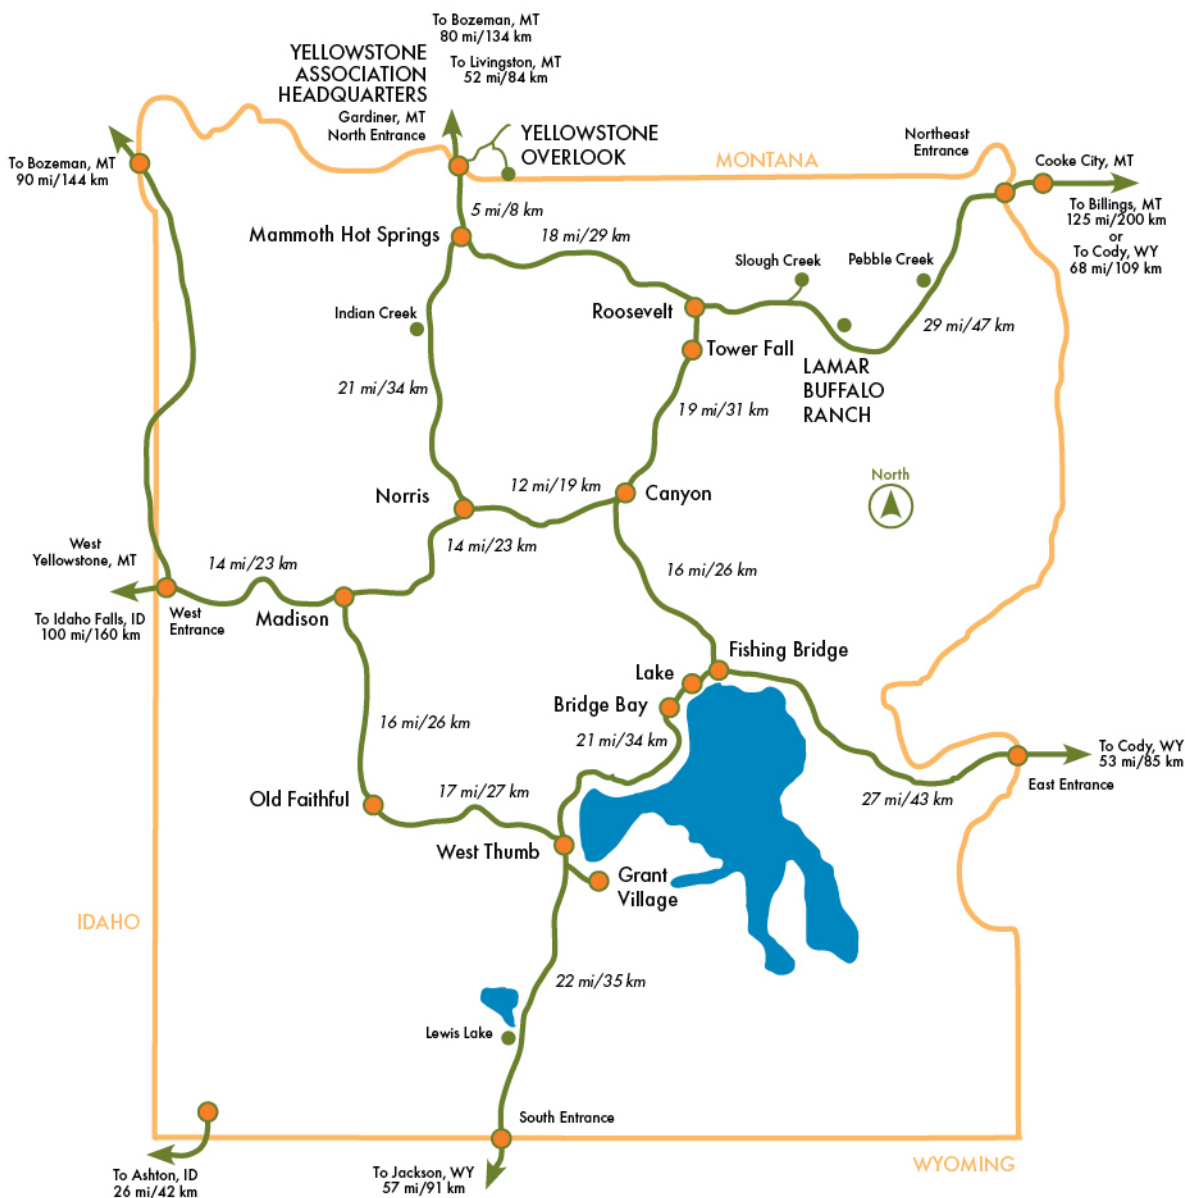 To Bozeman, MT
80 mi/134 km
To Livingston, MT
52 mi/84 km
YELLOWSTONE
ASSOCIATION
HEADQUARTERS
Gardiner, MT
North Entrance
YELLOWSTONE
OVERLOOK
MONTANA
Northeast
Entrance
Cooke City, MT
To Billings, MT
125 mi/200 km
or
To Cody, WY
68 mi/109 km
To Bozeman, MT
90 mi/144 km
5 mi/8 km
Mammoth Hot Springs
18 mi/29 km
Slough Creek
Pebble Creek
Indian Creek
Roosevelt
29 mi/47 km
Tower Fall
LAMAR
BUFFALO
RANCH
21 mi/34 km
19 mi/31 km
North
12 mi/19 km
Norris
Canyon
14 mi/23 km
West
Yellowstone, MT
14 mi/23 km
16 mi/26 km
To Idaho Falls, ID
100 mi/160 km
West
Entrance
Madison
Fishing Bridge
Lake
Bridge Bay
16 mi/26 km
21 mi/34 km
To Cody, WY
53 mi/85 km
East Entrance
27 mi/43 km
Old Faithful
17 mi/27 km
West Thumb
Grant
Village
IDAHO
22 mi/35 km
Lewis Lake
South Entrance
To Ashton, ID
26 mi/42 km
To Jackson, WY
57 mi/91 km
WYOMING